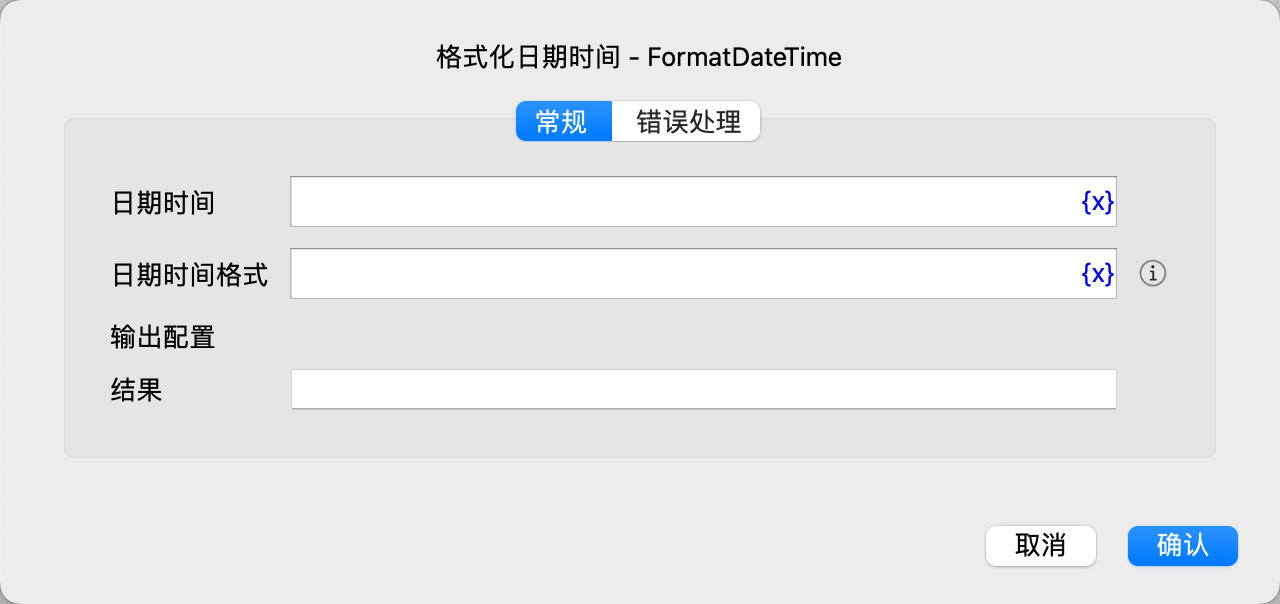 格式化日期时间 - FormatDateTime
常规 错误处理
日期时间 {x}
日期时间格式 {x}
输出配置
结果
取消 确认